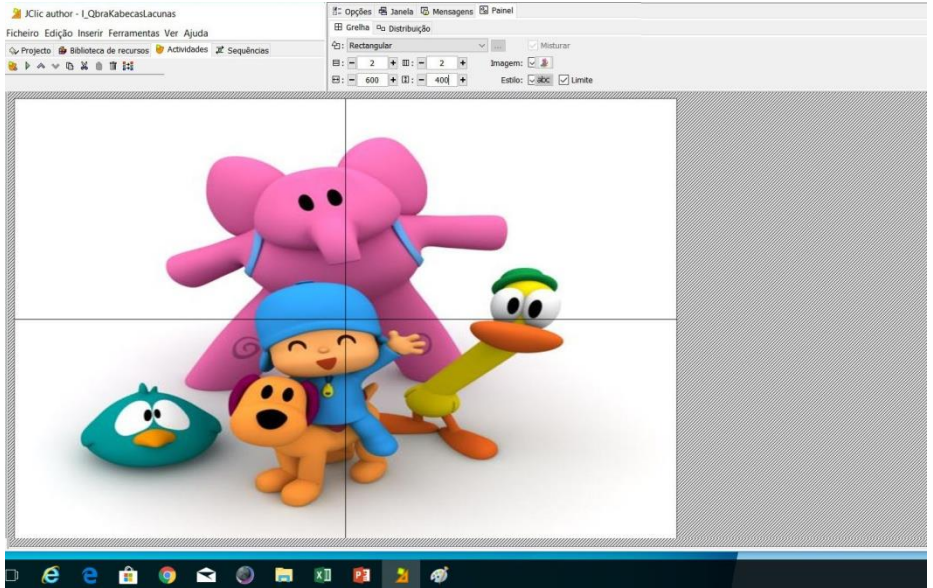 JClic author - I_QbraKabecasLacunas
Ficheiro Edição Inserir Ferramentas Ver Ajuda
Projecto Biblioteca de recursos Actividades Sequências
Opções Janela Mensagens Painel
Grelha Distribuição
Rectangular ... Misturar
2 2 Imagem:
600 400 Estilo: abc Limite